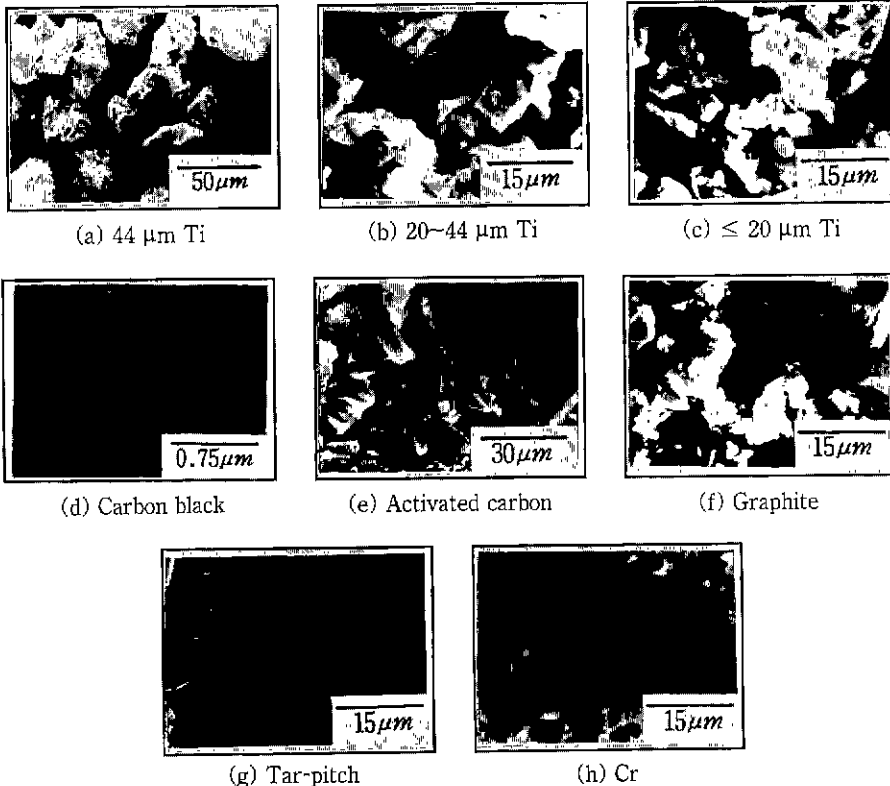 50μm
15μm
15μm
(a) 44 μm Ti
(b) 20~44 μm Ti
(c) ≤ 20 μm Ti
0.75μm
30μm
15μm
(d) Carbon black
(e) Activated carbon
(f) Graphite
15μm
15μm
(g) Tar-pitch
(h) Cr